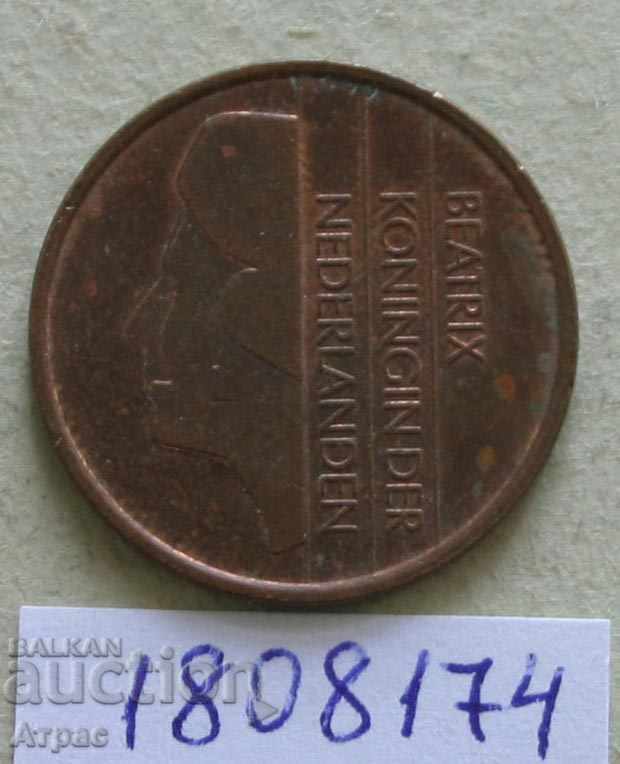 BEATRIX
KONINGIN DER
NEDERLANDEN
BALKAN
auction
Атрас
1808174